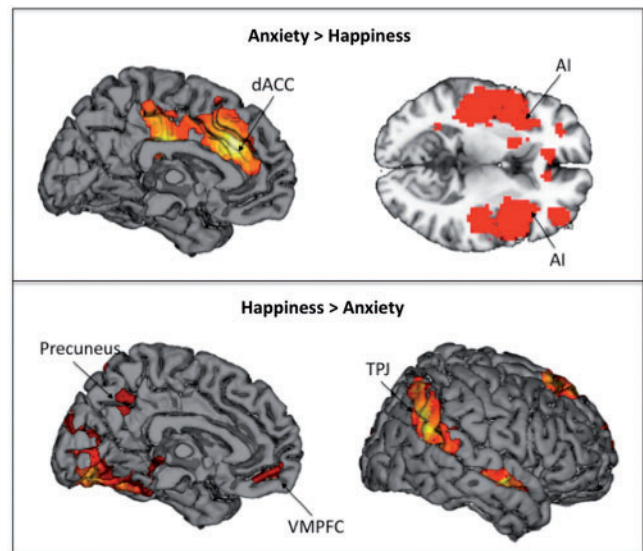 Anxiety > Happiness
dACC
AI
AI
Happiness > Anxiety
Precuneus
TPJ
VMPFC